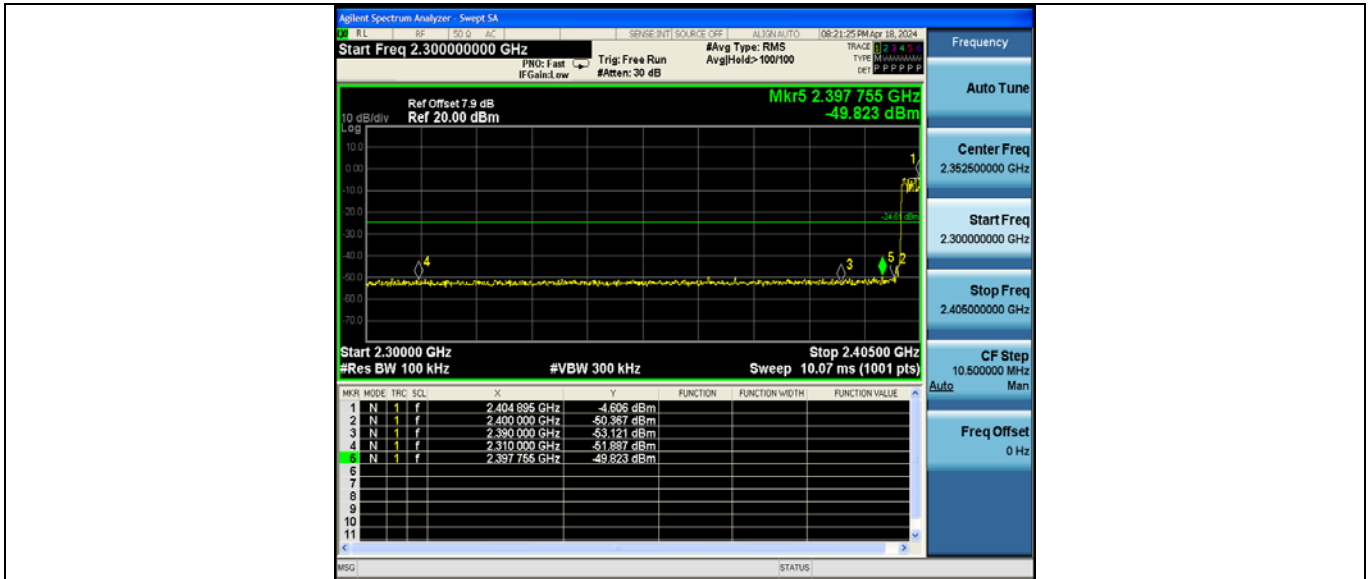 Agilent Spectrum Analyzer - Swept SA
RL RF 50 Ω AC SENSE:INT SOURCE OFF ALIGN AUTO 08:21:25 PM Apr 18, 2024
Start Freq 2.300000000 GHz
PNO: Fast
IFGain:Low
Trig: Free Run
#Atten: 30 dB
#Avg Type: RMS
Avg|Hold:> 100/100
TRACE 1 2 3 4 5 6
TYPE M
DET P P P P P P
Mkr5 2.397 755 GHz
-49.823 dBm
Ref Offset 7.9 dB
10 dB/div Ref 20.00 dBm
Log
10.0
0.00
-10.0
-20.0
-30.0
-40.0
-50.0
-60.0
-70.0
1
-24.61 dBm
4
3
5
2
Start 2.30000 GHz Stop 2.40500 GHz
#Res BW 100 kHz #VBW 300 kHz Sweep 10.07 ms (1001 pts)
MKR MODE TRC SCL X Y FUNCTION FUNCTION WIDTH FUNCTION VALUE
1 N 1 f 2.404 895 GHz -4.606 dBm
2 N 1 f 2.400 000 GHz -50.367 dBm
3 N 1 f 2.390 000 GHz -53.121 dBm
4 N 1 f 2.310 000 GHz -51.887 dBm
5 N 1 f 2.397 755 GHz -49.823 dBm
6
7
8
9
10
11
MSG STATUS
Frequency
Auto Tune
Center Freq
2.352500000 GHz
Start Freq
2.300000000 GHz
Stop Freq
2.405000000 GHz
CF Step
10.500000 MHz
Auto Man
Freq Offset
0 Hz